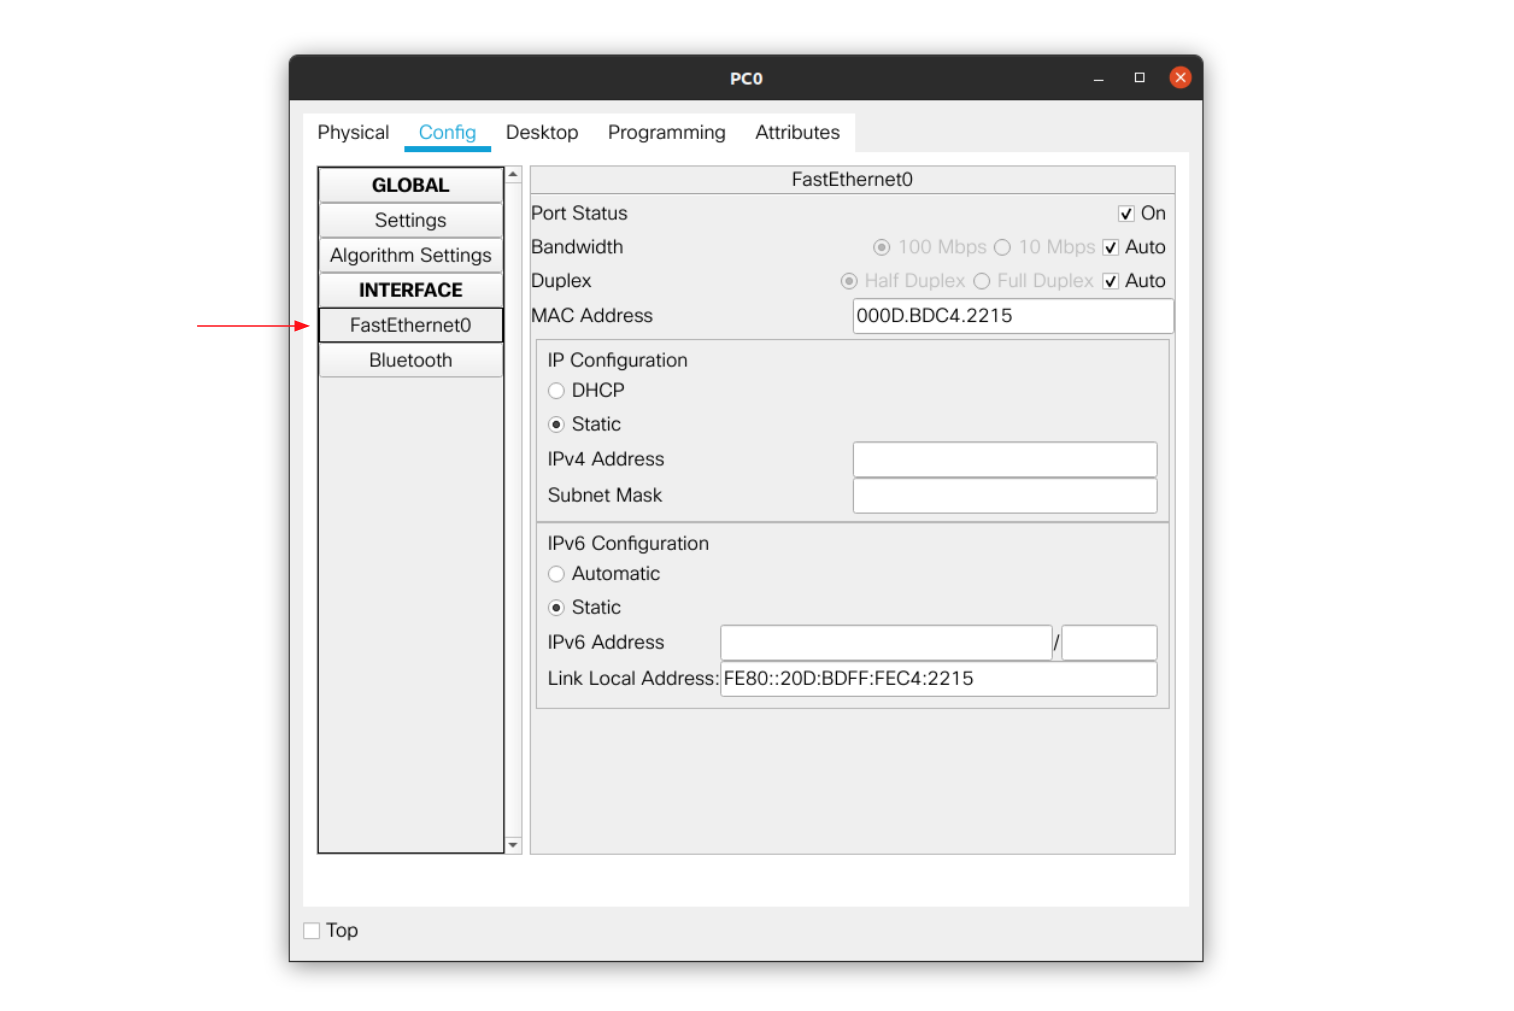 PC0
Physical Config Desktop Programming Attributes
GLOBAL
Settings
Algorithm Settings
INTERFACE
FastEthernet0
Bluetooth
FastEthernet0
Port Status On
Bandwidth 100 Mbps 10 Mbps Auto
Duplex Half Duplex Full Duplex Auto
MAC Address 000D.BDC4.2215
IP Configuration
DHCP
Static
IPv4 Address
Subnet Mask
IPv6 Configuration
Automatic
Static
IPv6 Address /
Link Local Address: FE80::20D:BDFF:FEC4:2215
Top